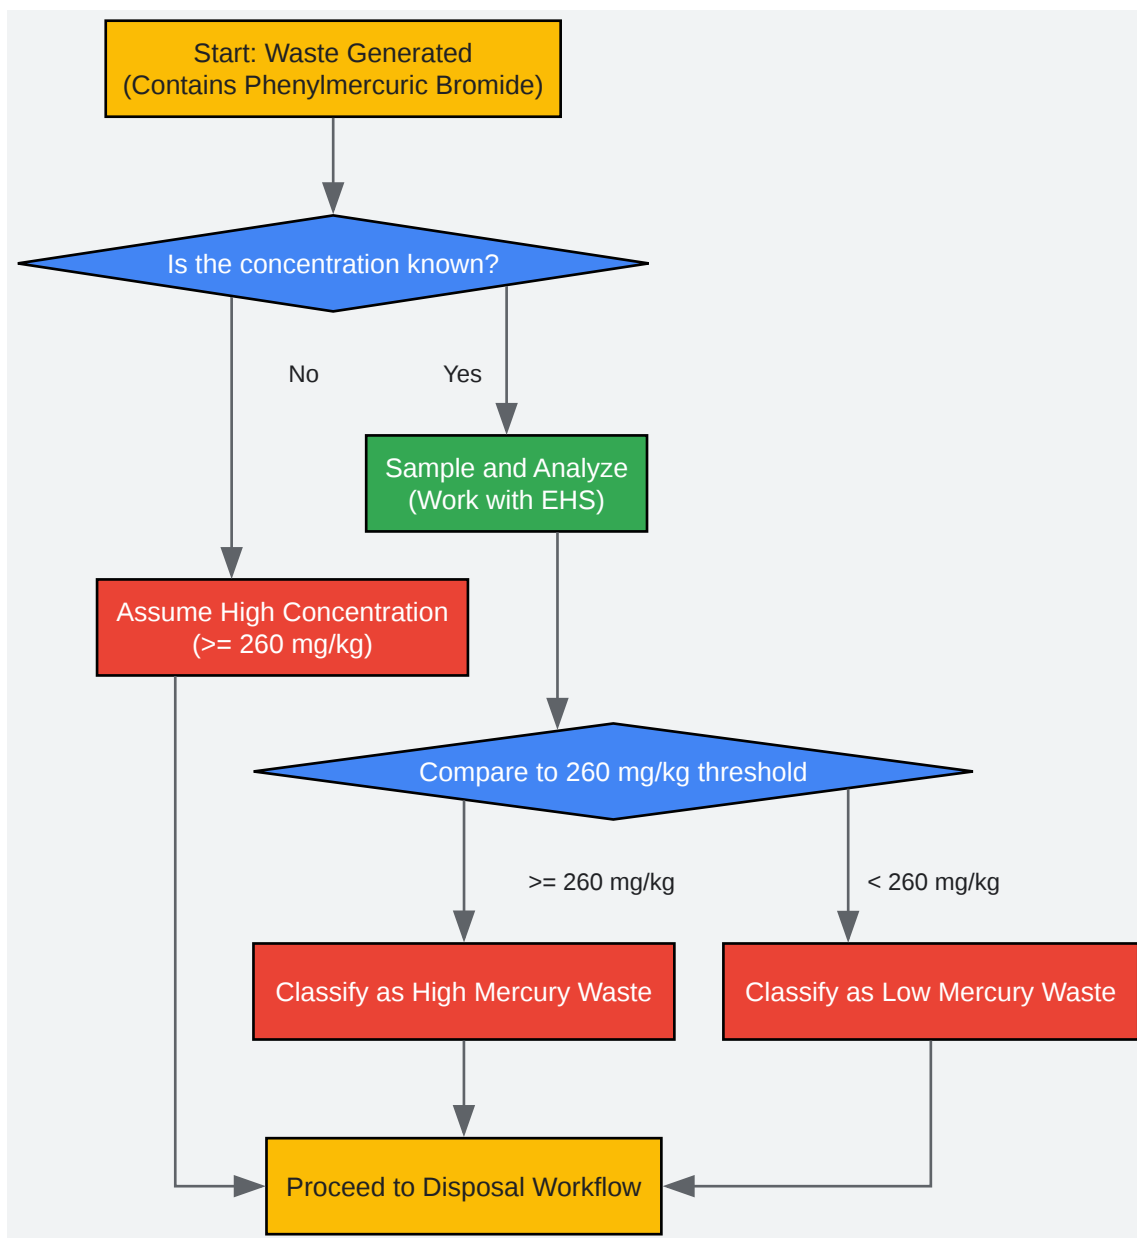 Start: Waste Generated
(Contains Phenylmercuric Bromide)
Is the concentration known?
No
Yes
Sample and Analyze
(Work with EHS)
Assume High Concentration
(>= 260 mg/kg)
Compare to 260 mg/kg threshold
>= 260 mg/kg
< 260 mg/kg
Classify as High Mercury Waste
Classify as Low Mercury Waste
Proceed to Disposal Workflow